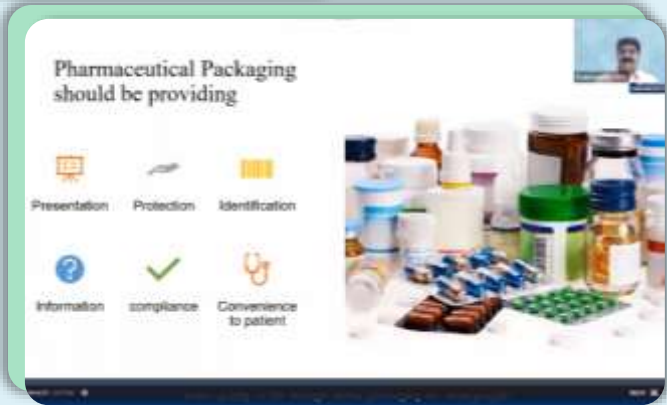 Pharmaceutical Packaging
should be providing
Presentation
Protection
Identification
Information
compliance
Convenience
to patient